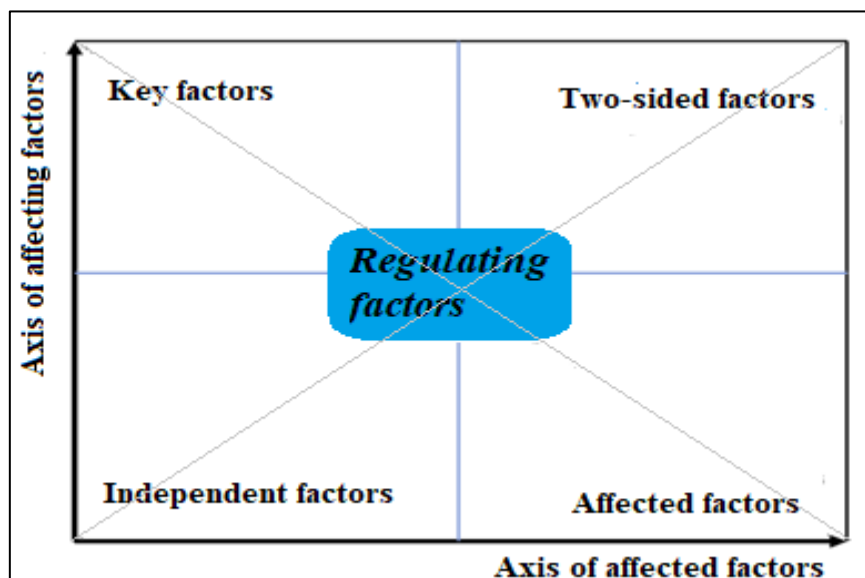 Key factors
Two-sided factors
Axis of affecting factors
Regulating
factors
Independent factors
Affected factors
Axis of affected factors